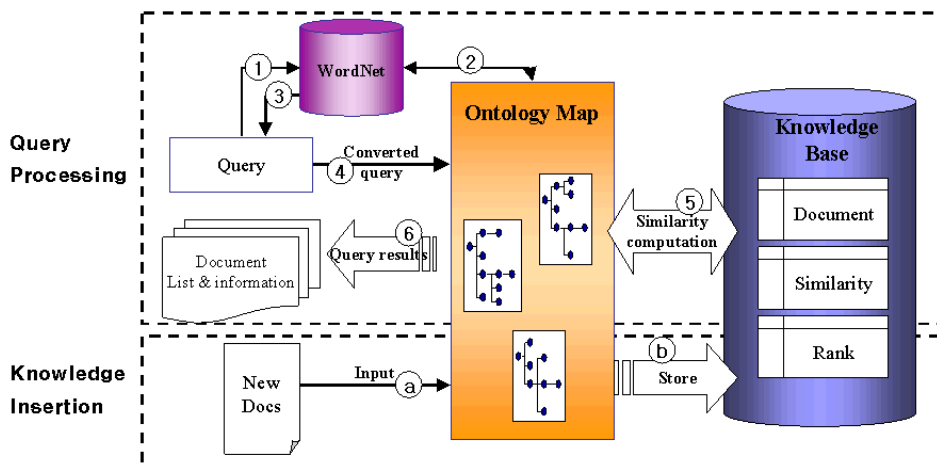 Query
Processing
1
WordNet
2
3
Query
4
Converted
query
Ontology Map
Knowledge
Base
Document
Similarity
Rank
5
Similarity
computation
6
Query results
Document
List & information
Knowledge
Insertion
New
Docs
Input
a
b
Store